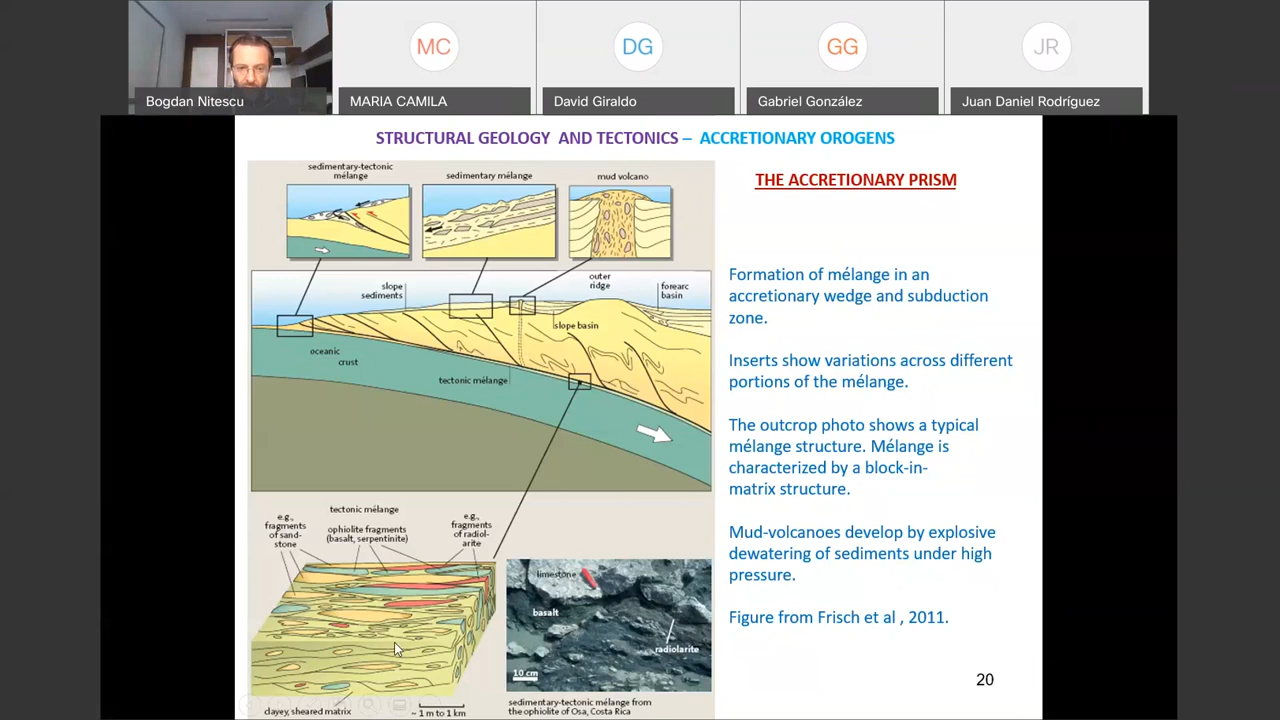 MC
DG
GG
JR
Bogdan Nitescu
MARIA CAMILA
David Giraldo
Gabriel González
Juan Daniel Rodríguez
STRUCTURAL GEOLOGY AND TECTONICS – ACCRETIONARY OROGENS
sedimentary-tectonic
mélange
sedimentary mélange
mud volcano
THE ACCRETIONARY PRISM
slope
sediments
outer
ridge
forearc
basin
slope basin
oceanic
crust
tectonic mélange
Formation of mélange in an
accretionary wedge and subduction
zone.
Inserts show variations across different
portions of the mélange.
The outcrop photo shows a typical
mélange structure. Mélange is
characterized by a block-in-
matrix structure.
Mud-volcanoes develop by explosive
dewatering of sediments under high
pressure.
Figure from Frisch et al , 2011.
tectonic mélange
e.g.,
fragments
of sand-
stone
ophiolite fragments
(basalt, serpentinite)
e.g.,
fragments
of radiol-
arite
limestone
basalt
radiolarite
10 cm
clayey, sheared matrix
~ 1 m to 1 km
sedimentary-tectonic mélange from
the ophiolite of Osa, Costa Rica
20